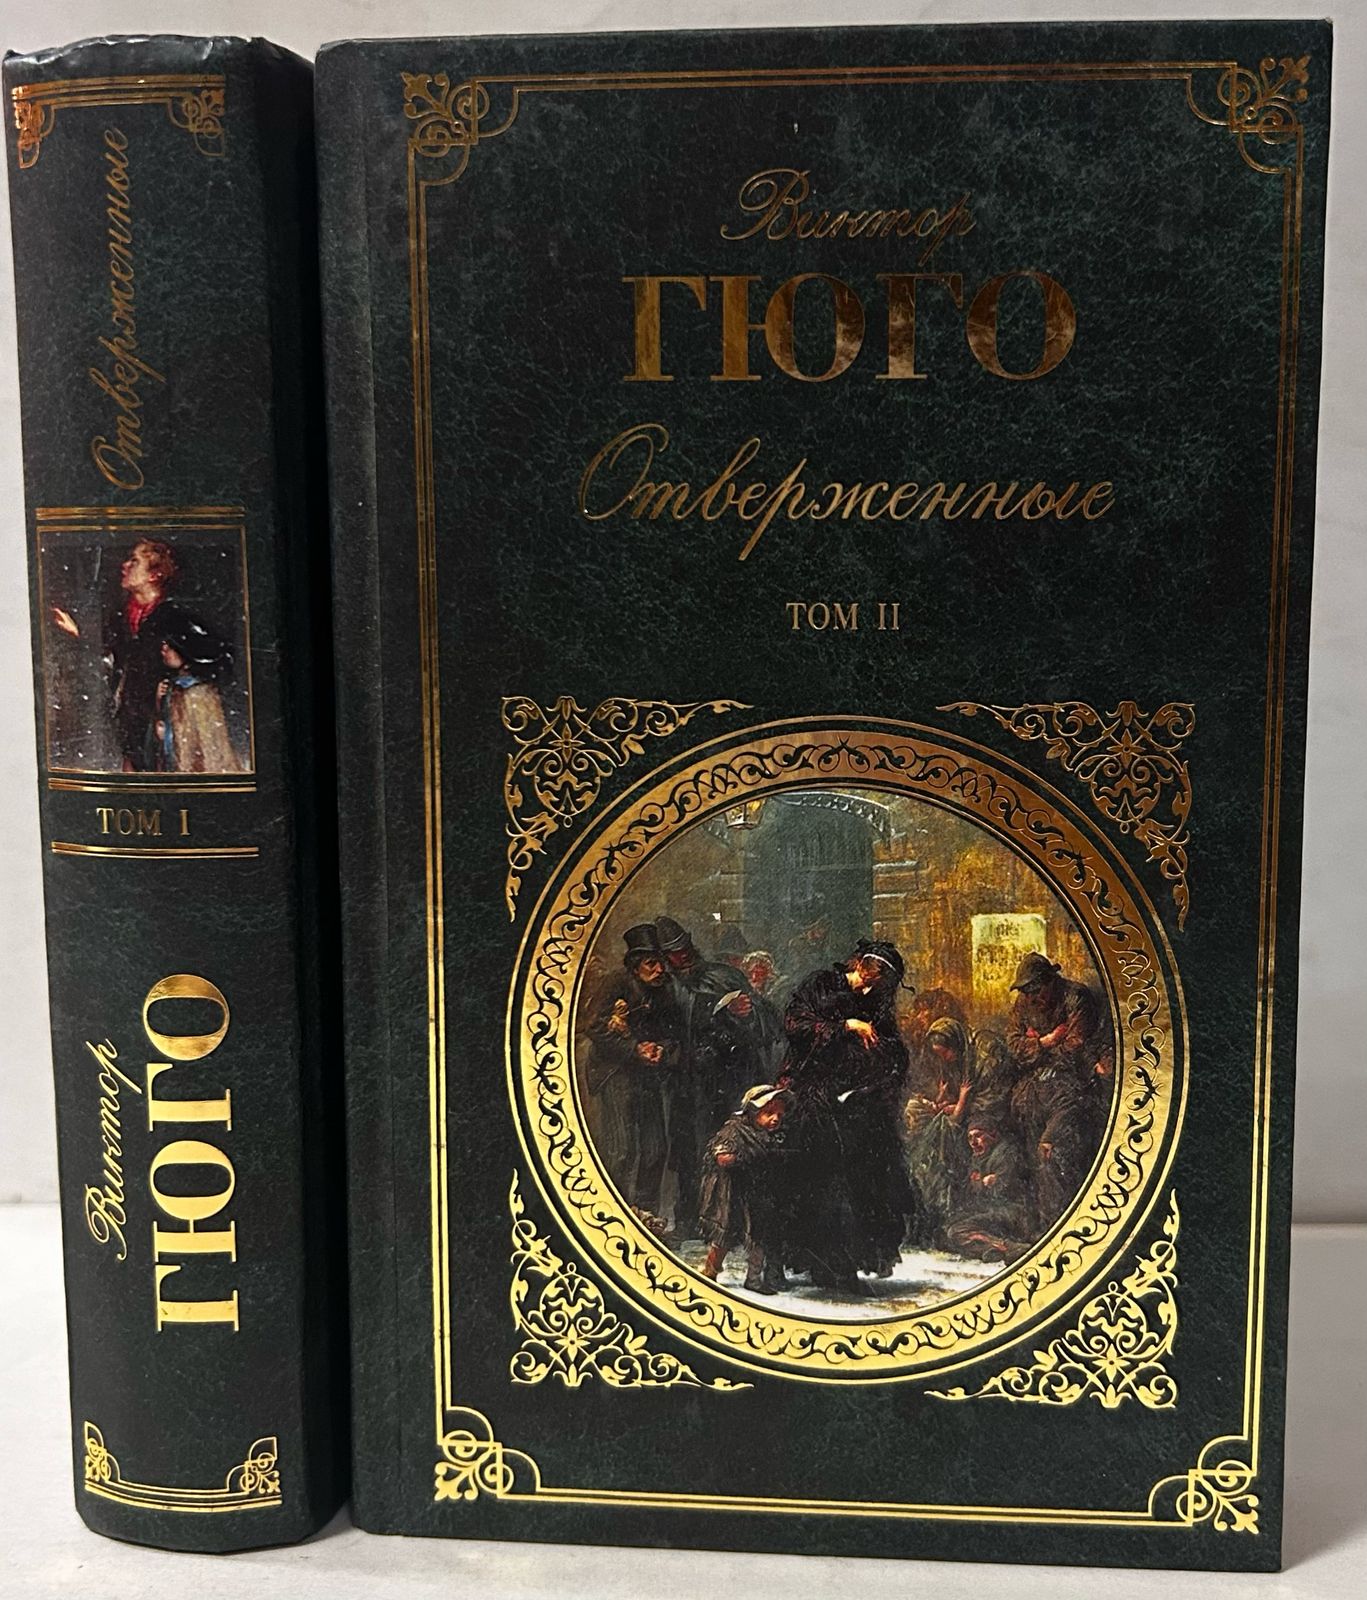 Отверженные
ТОМ I
Виктор
ГЮГО
Виктор
ГЮГО
Отверженные
ТОМ II